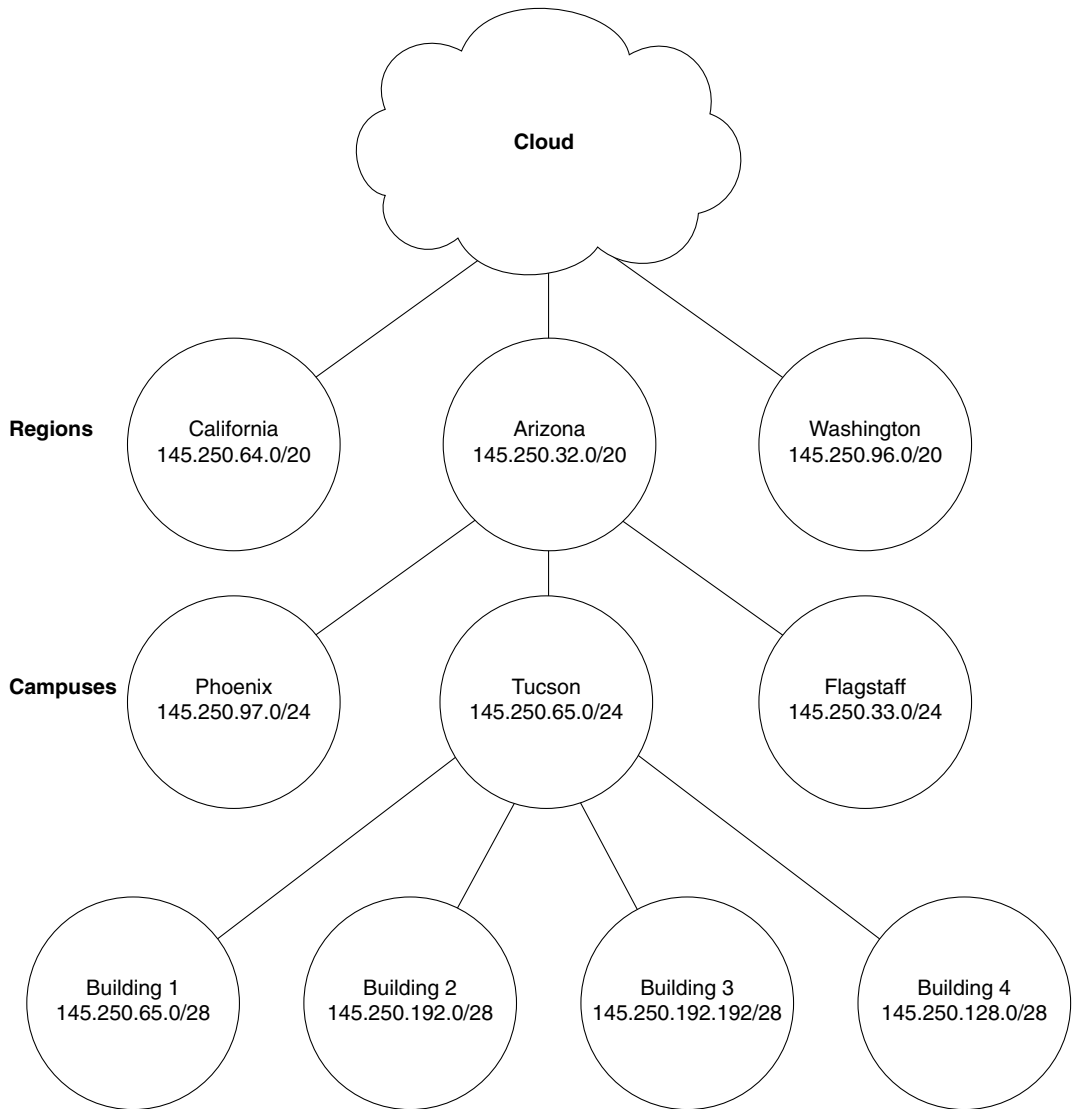 Cloud
Regions
California
145.250.64.0/20
Arizona
145.250.32.0/20
Washington
145.250.96.0/20
Campuses
Phoenix
145.250.97.0/24
Tucson
145.250.65.0/24
Flagstaff
145.250.33.0/24
Building 1
145.250.65.0/28
Building 2
145.250.192.0/28
Building 3
145.250.192.192/28
Building 4
145.250.128.0/28